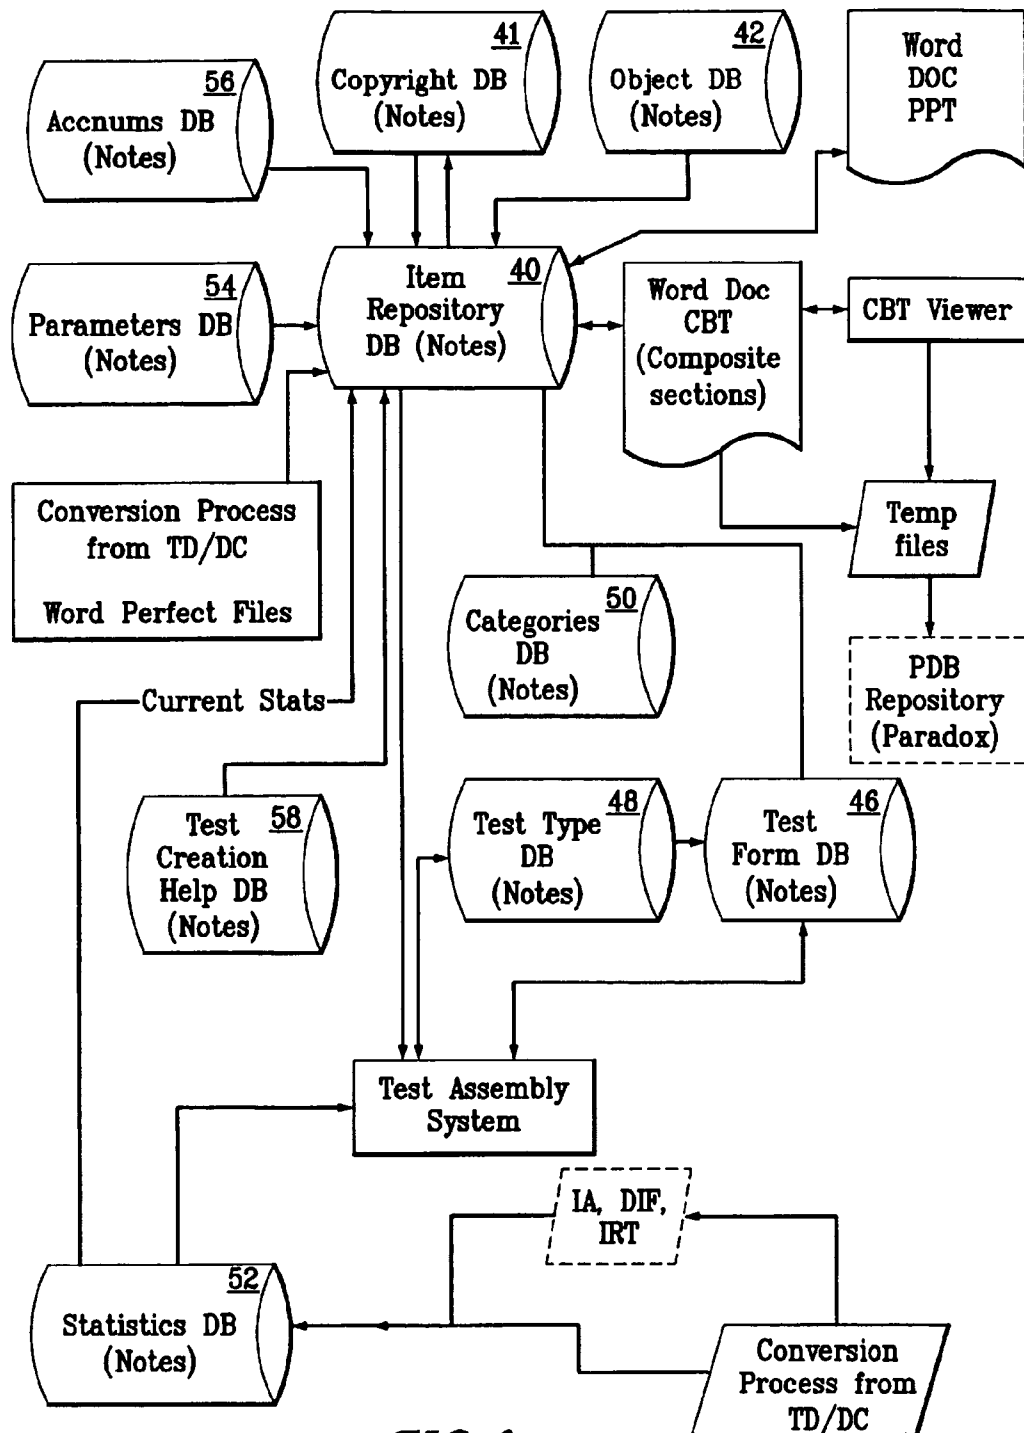 56
Accnums DB
(Notes)
41
Copyright DB
(Notes)
42
Object DB
(Notes)
Word
DOC
PPT
54
Parameters DB
(Notes)
Item
40
Repository
DB (Notes)
Word Doc
CBT
(Composite
sections)
CBT Viewer
Conversion Process
from TD/DC
Word Perfect Files
Temp
files
50
Categories
DB
(Notes)
PDB
Repository
(Paradox)
Current Stats
Test
58
Creation
Help DB
(Notes)
48
Test Type
DB
(Notes)
46
Test
Form DB
(Notes)
Test Assembly
System
IA, DIF,
IRT
52
Statistics DB
(Notes)
Conversion
Process from
TD/DC